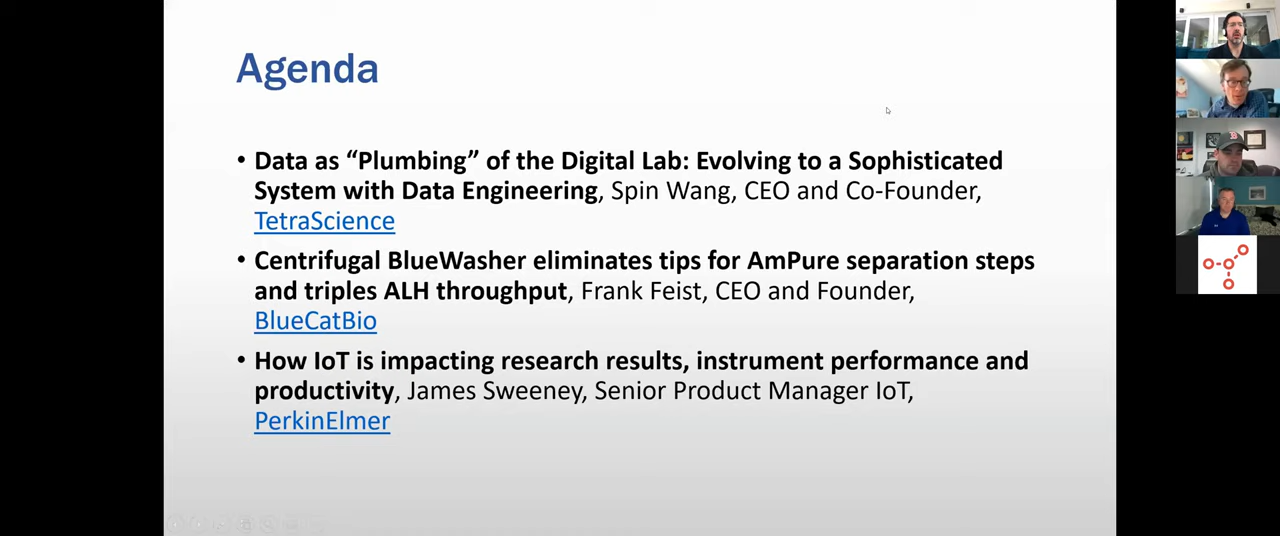 Agenda
• Data as “Plumbing” of the Digital Lab: Evolving to a Sophisticated
System with Data Engineering, Spin Wang, CEO and Co-Founder,
TetraScience
• Centrifugal BlueWasher eliminates tips for AmPure separation steps
and triples ALH throughput, Frank Feist, CEO and Founder,
BlueCatBio
• How IoT is impacting research results, instrument performance and
productivity, James Sweeney, Senior Product Manager IoT,
PerkinElmer